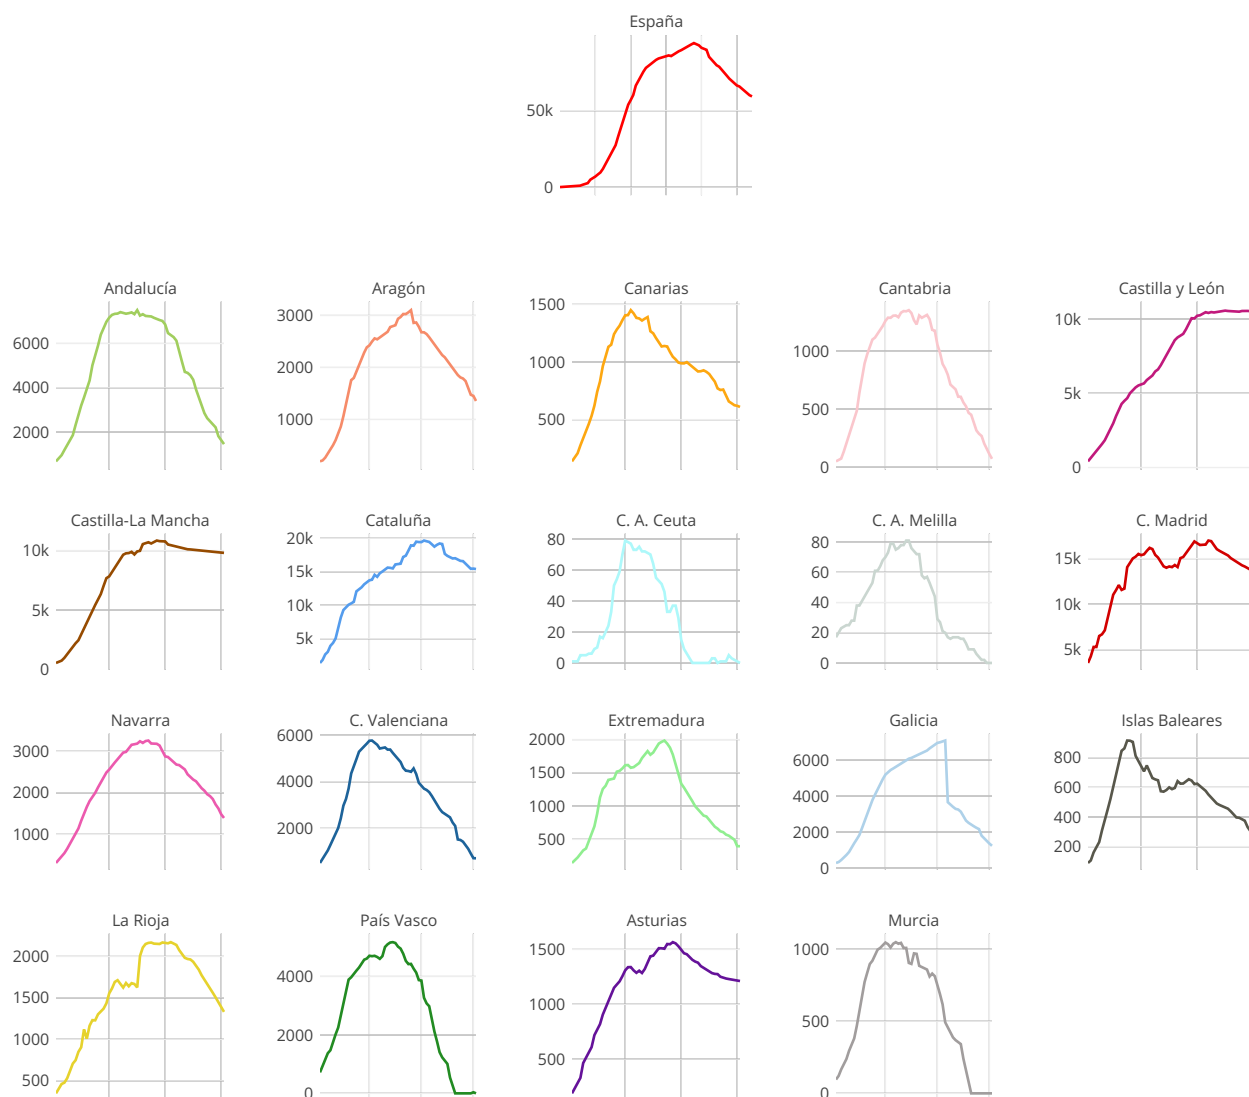 España
50k
0
Andalucía
Aragón
Canarias
Cantabria
Castilla y León
6000
4000
2000
3000
2000
1000
1500
1000
500
1000
500
0
10k
5k
0
Castilla-La Mancha
Cataluña
C. A. Ceuta
C. A. Melilla
C. Madrid
10k
5k
0
20k
15k
10k
5k
80
60
40
20
0
80
60
40
20
0
15k
10k
5k
Navarra
C. Valenciana
Extremadura
Galicia
Islas Baleares
3000
2000
1000
6000
4000
2000
2000
1500
1000
500
6000
4000
2000
0
800
600
400
200
La Rioja
País Vasco
Asturias
Murcia
2000
1500
1000
500
4000
2000
0
1500
1000
500
1000
500
0